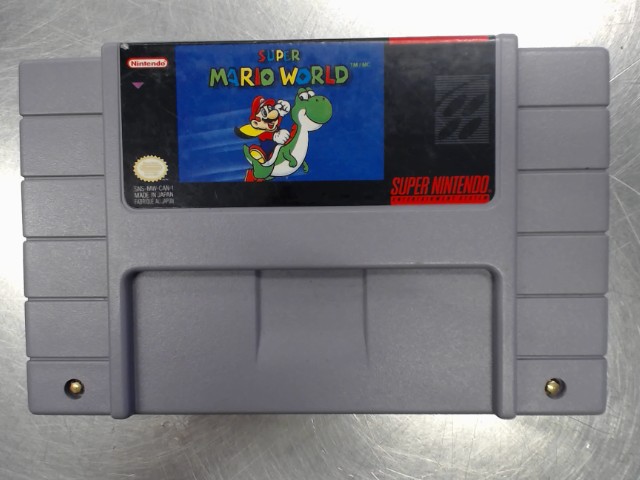 Nintendo
SUPER
MARIO WORLD
SNS-MW-CAN-1
MADE IN JAPAN
FABRIQUÉ AU JAPON
SUPER NINTENDO
ENTERTAINMENT SYSTEM